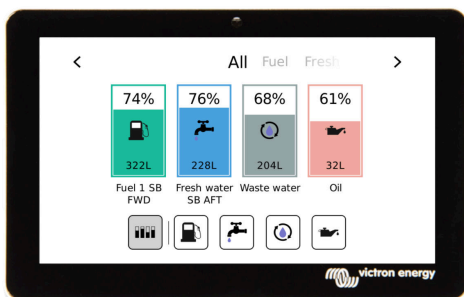 < All Fuel Fresh >
74% 76% 68% 61%
322L 228L 204L 32L
Fuel 1 SB Fresh water Waste water Oil
FWD SB AFT
victron energy